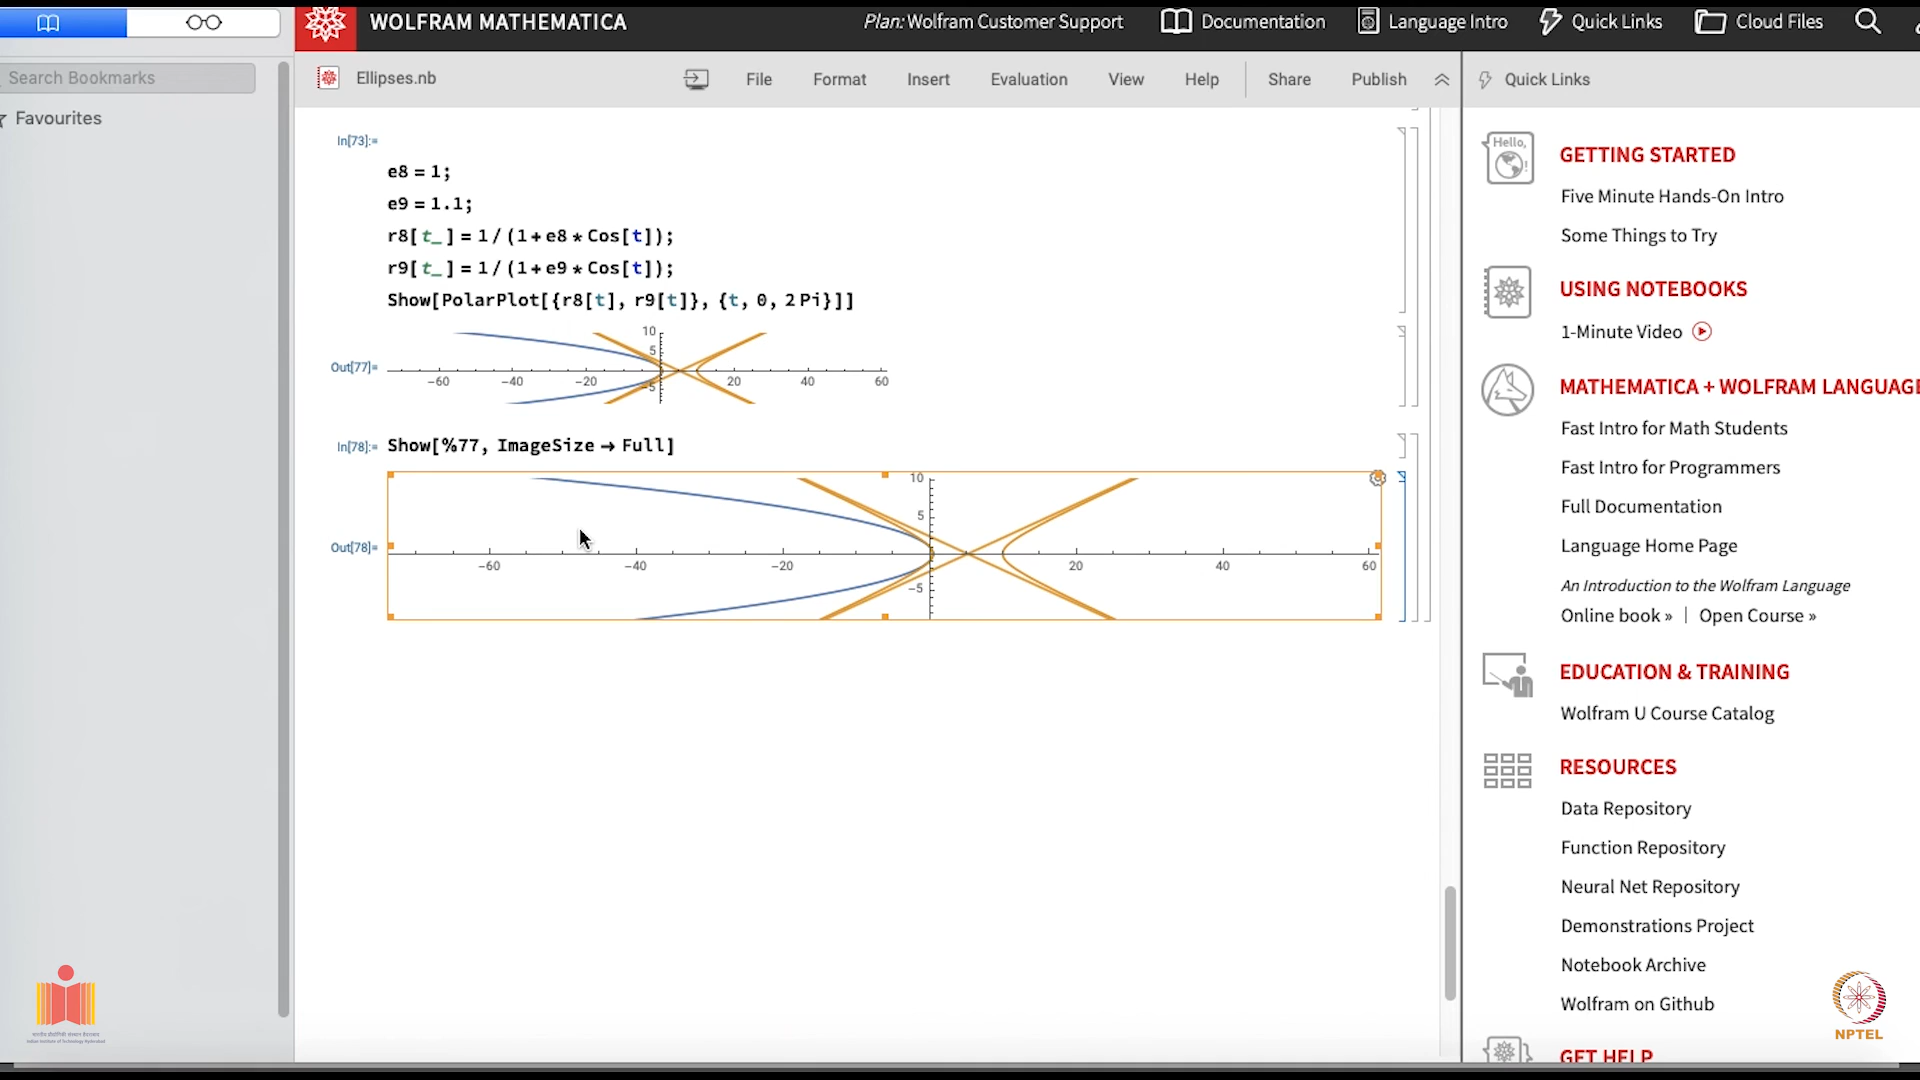 WOLFRAM MATHEMATICA
Plan: Wolfram Customer Support
Documentation
Language Intro
Quick Links
Cloud Files
Search Bookmarks
Favourites
Ellipses.nb
File
Format
Insert
Evaluation
View
Help
Share
Publish
Quick Links
In[73]:=
e8 = 1;
e9 = 1.1;
r8[t_] = 1 / (1 + e8 * Cos[t]);
r9[t_] = 1 / (1 + e9 * Cos[t]);
Show[PolarPlot[{r8[t], r9[t]}, {t, 0, 2 Pi}]]
Out[77]=
10
5
-60 -40 -20 20 40 60
-5
In[78]:= Show[%77, ImageSize → Full]
Out[78]=
10
5
-60 -40 -20 20 40 60
-5
Hello,
GETTING STARTED
Five Minute Hands-On Intro
Some Things to Try
USING NOTEBOOKS
1-Minute Video
MATHEMATICA + WOLFRAM LANGUAGE
Fast Intro for Math Students
Fast Intro for Programmers
Full Documentation
Language Home Page
An Introduction to the Wolfram Language
Online book » | Open Course »
EDUCATION & TRAINING
Wolfram U Course Catalog
RESOURCES
Data Repository
Function Repository
Neural Net Repository
Demonstrations Project
Notebook Archive
Wolfram on Github
GET HELP
Indian Institute of Technology Hyderabad
NPTEL